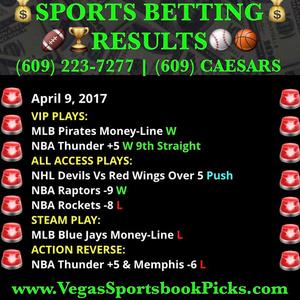 SPORTS BETTING
RESULTS
(609) 223-7277 | (609) CAESARS
April 9, 2017
VIP PLAYS:
MLB Pirates Money-Line W
NBA Thunder +5 W 9th Straight
ALL ACCESS PLAYS:
NHL Devils Vs Red Wings Over 5 Push
NBA Raptors -9 W
NBA Rockets -8 L
STEAM PLAY:
MLB Blue Jays Money-Line L
ACTION REVERSE:
NBA Thunder +5 & Memphis -6 L
www.VegasSportsbookPicks.com